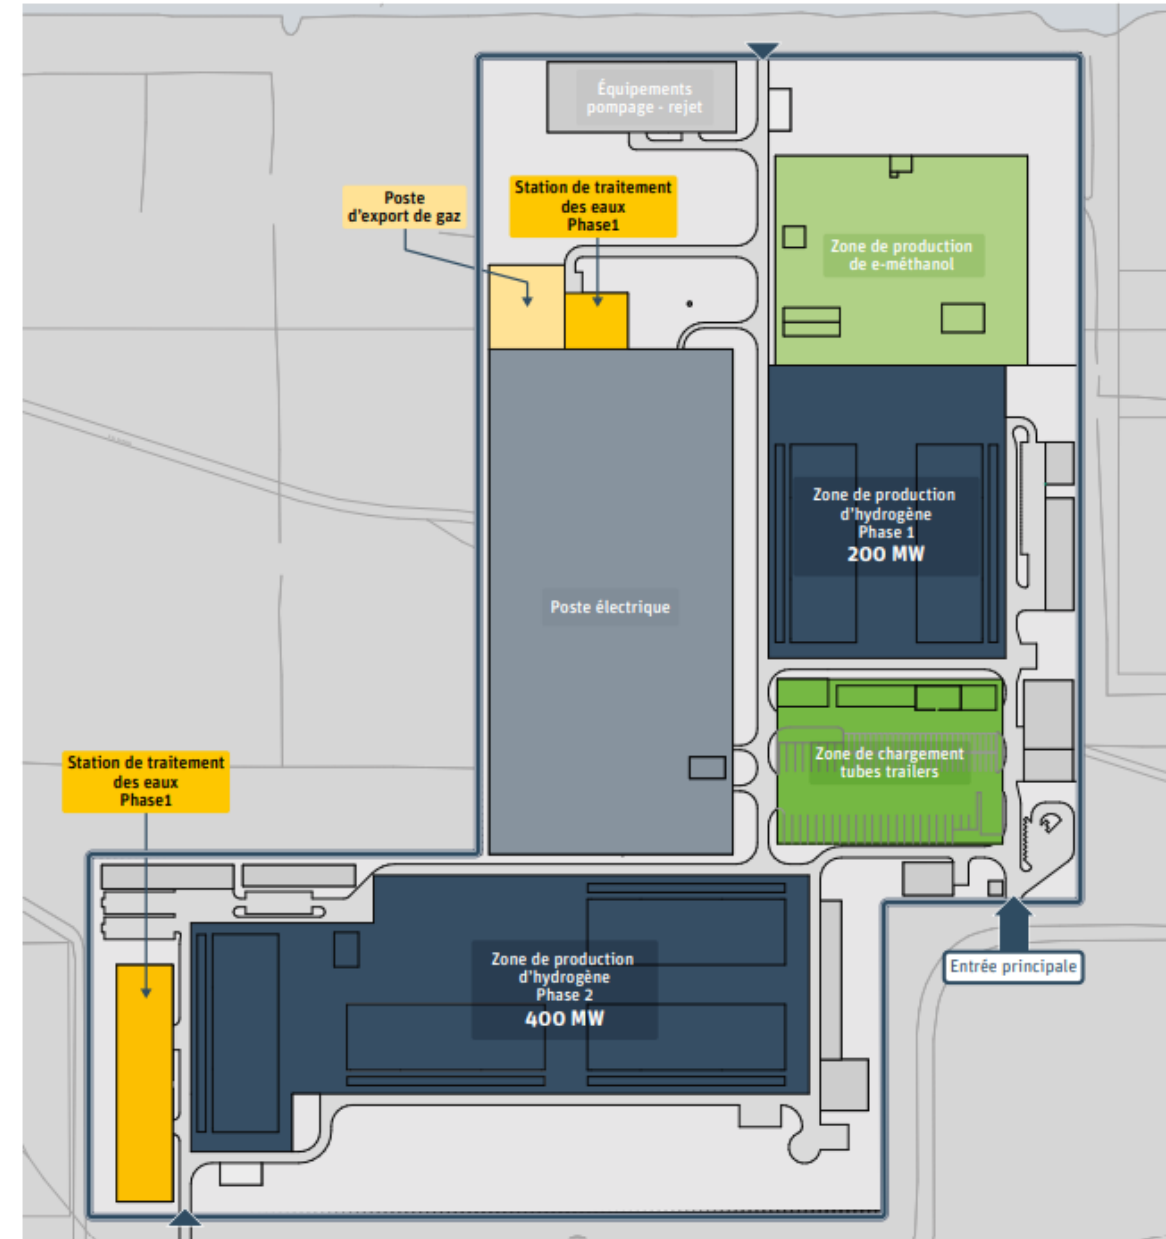 Équipements
pompage - rejet
Poste
d'export de gaz
Station de traitement
des eaux
Phase1
Zone de production
de e-méthanol
Zone de production
d'hydrogène
Phase 1
200 MW
Poste électrique
Zone de chargement
tubes trailers
Station de traitement
des eaux
Phase1
Zone de production
d'hydrogène
Phase 2
400 MW
Entrée principale